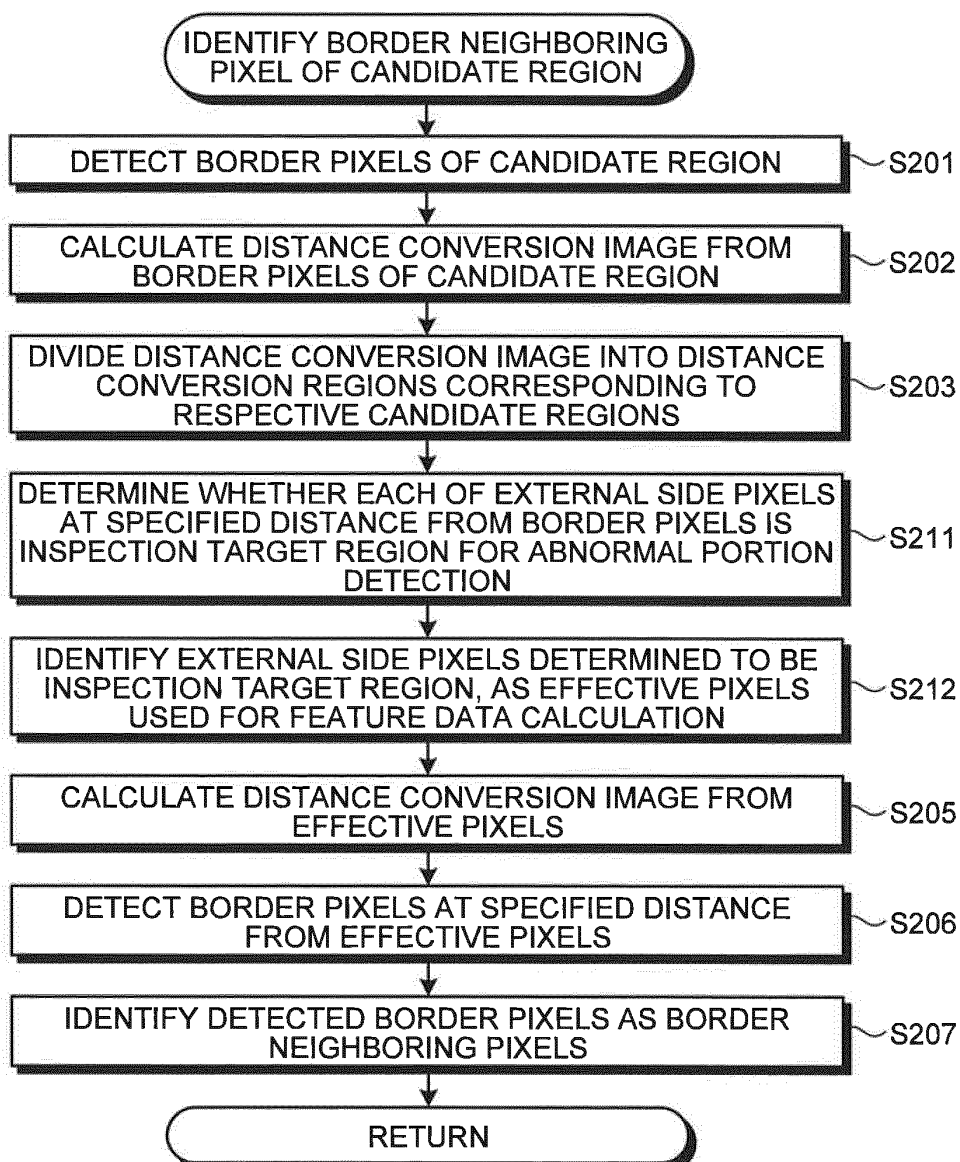 IDENTIFY BORDER NEIGHBORING
PIXEL OF CANDIDATE REGION
DETECT BORDER PIXELS OF CANDIDATE REGION
S201
CALCULATE DISTANCE CONVERSION IMAGE FROM
BORDER PIXELS OF CANDIDATE REGION
S202
DIVIDE DISTANCE CONVERSION IMAGE INTO DISTANCE
CONVERSION REGIONS CORRESPONDING TO
RESPECTIVE CANDIDATE REGIONS
S203
DETERMINE WHETHER EACH OF EXTERNAL SIDE PIXELS
AT SPECIFIED DISTANCE FROM BORDER PIXELS IS
INSPECTION TARGET REGION FOR ABNORMAL PORTION
DETECTION
S211
IDENTIFY EXTERNAL SIDE PIXELS DETERMINED TO BE
INSPECTION TARGET REGION, AS EFFECTIVE PIXELS
USED FOR FEATURE DATA CALCULATION
S212
CALCULATE DISTANCE CONVERSION IMAGE FROM
EFFECTIVE PIXELS
S205
DETECT BORDER PIXELS AT SPECIFIED DISTANCE
FROM EFFECTIVE PIXELS
S206
IDENTIFY DETECTED BORDER PIXELS AS BORDER
NEIGHBORING PIXELS
S207
RETURN